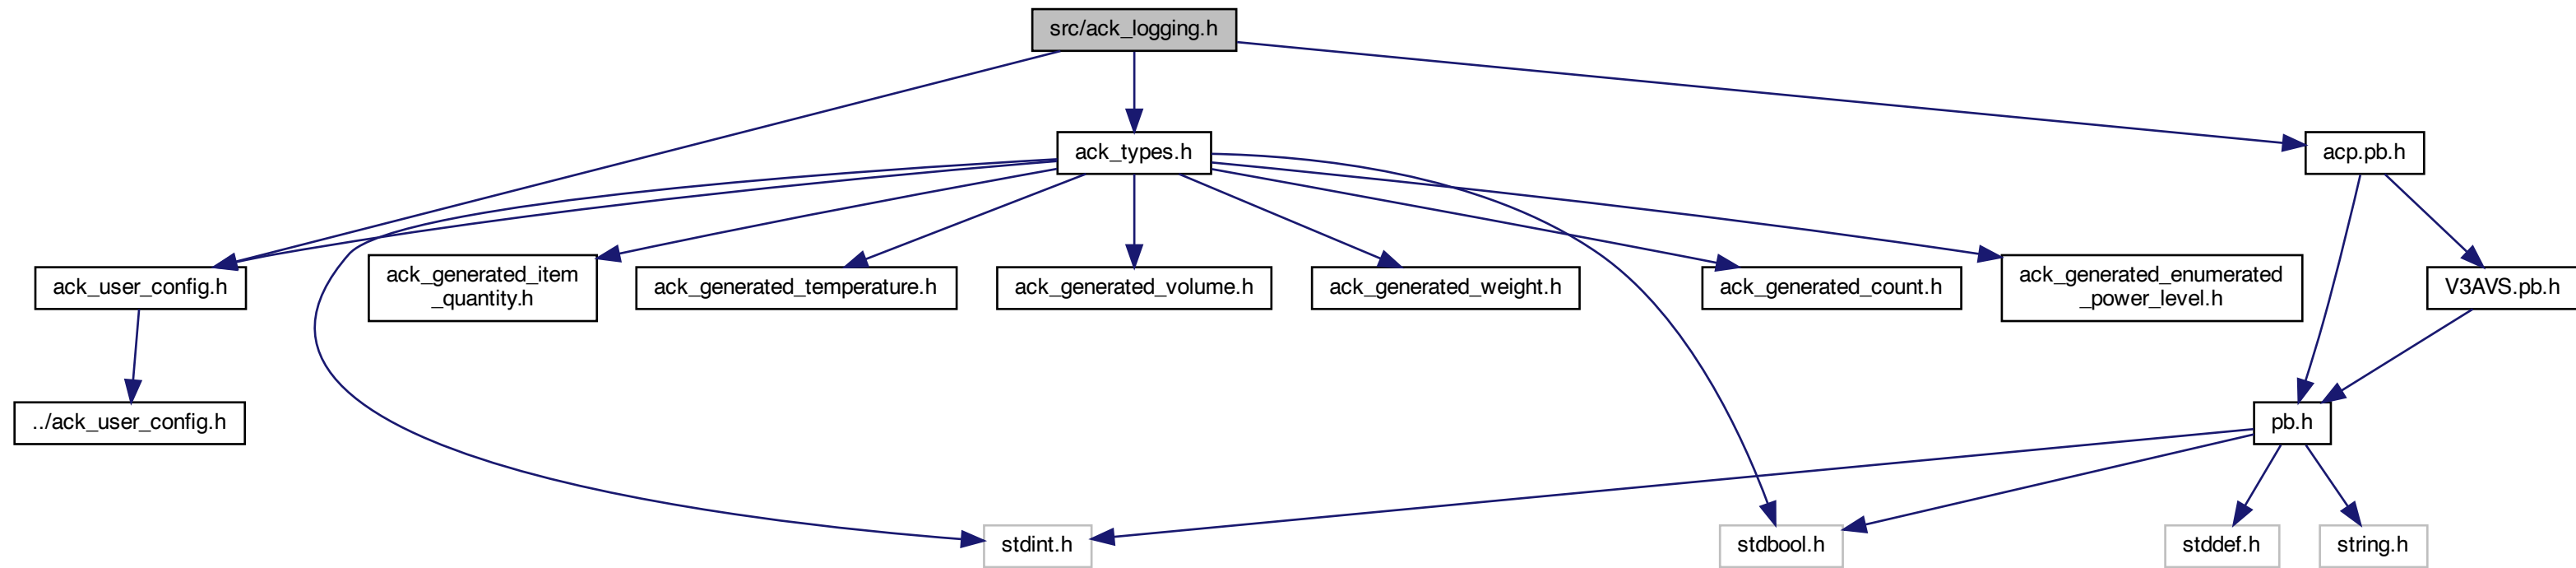 src/ack_logging.h
ack_types.h
acp.pb.h
ack_user_config.h
ack_generated_item
_quantity.h
ack_generated_temperature.h
ack_generated_volume.h
ack_generated_weight.h
ack_generated_count.h
ack_generated_enumerated
_power_level.h
V3AVS.pb.h
../ack_user_config.h
pb.h
stdint.h
stdbool.h
stddef.h
string.h